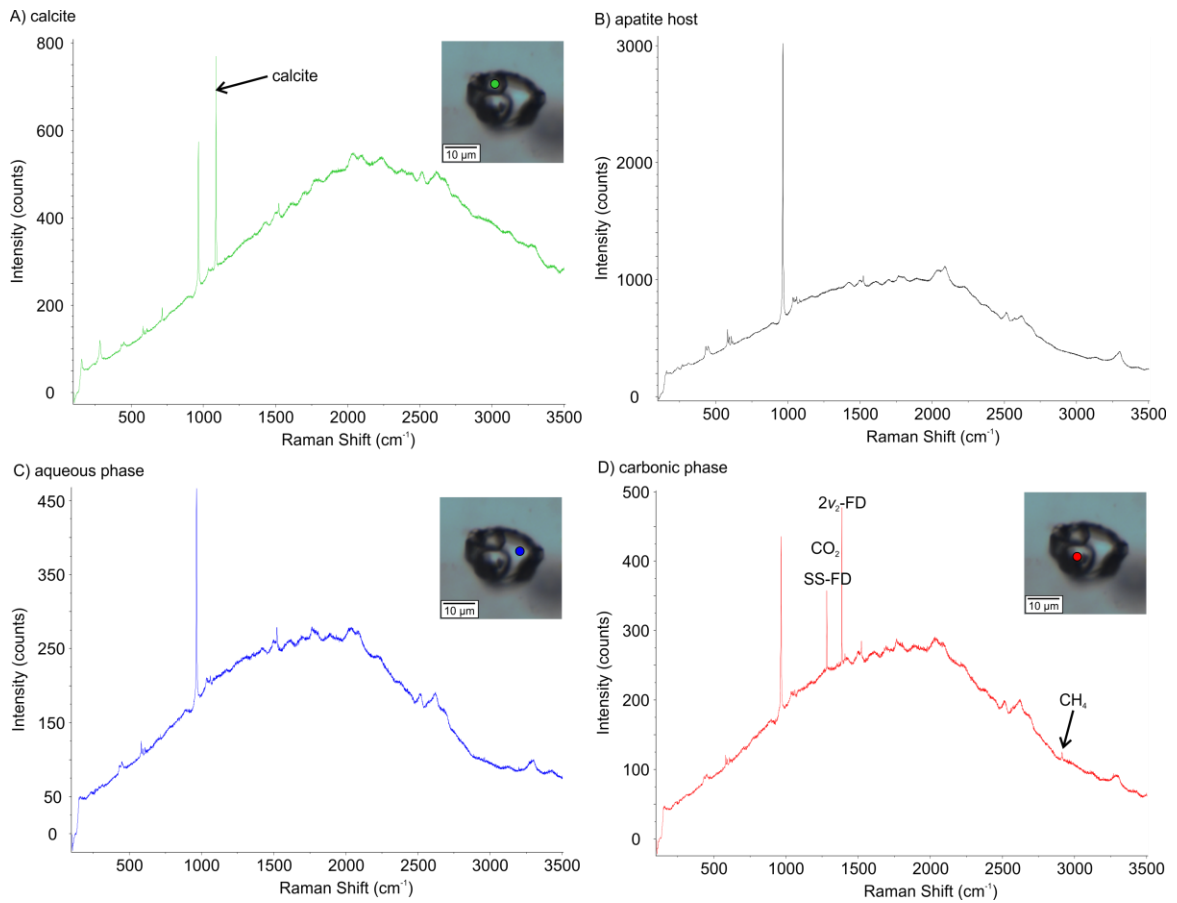 A) calcite
800
600
400
200
0
500
1000
1500
2000
2500
3000
3500
Intensity (counts)
Raman Shift (cm-1)
calcite
10 µm
B) apatite host
3000
2000
1000
0
500
1000
1500
2000
2500
3000
3500
Intensity (counts)
Raman Shift (cm-1)
C) aqueous phase
450
350
250
150
50
0
500
1000
1500
2000
2500
3000
3500
Intensity (counts)
Raman Shift (cm-1)
10 µm
D) carbonic phase
500
400
300
200
100
0
500
1000
1500
2000
2500
3000
3500
Intensity (counts)
Raman Shift (cm-1)
2v2-FD
CO2
SS-FD
CH4
10 µm